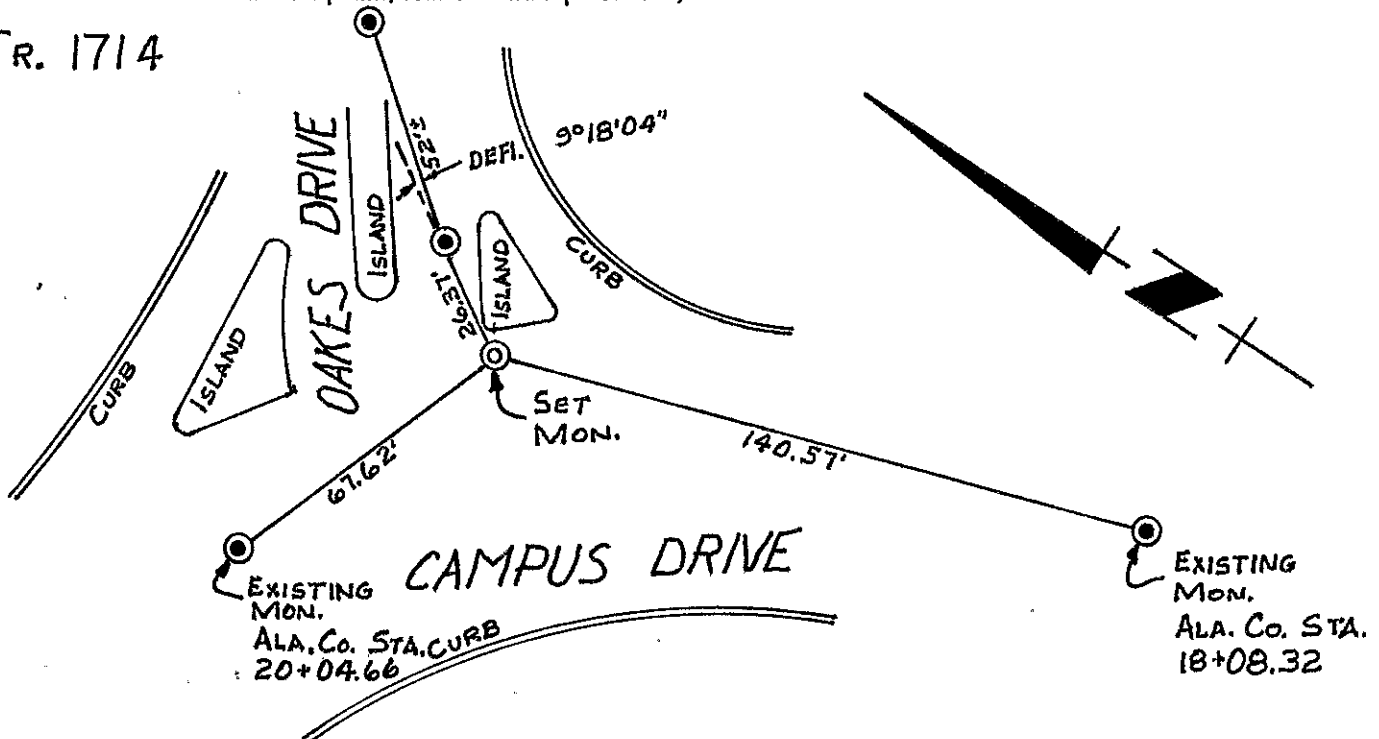 TR. 1714
OAKES DRIVE
ISLAND
52'±
DEFL. 9°18'04"
ISLAND
26.37'
CURB
ISLAND
CURB
SET
MON.
67.62'
140.57'
CAMPUS DRIVE
EXISTING
MON.
ALA. CO. STA.
20+04.66
CURB
EXISTING
MON.
ALA. CO. STA.
18+08.32